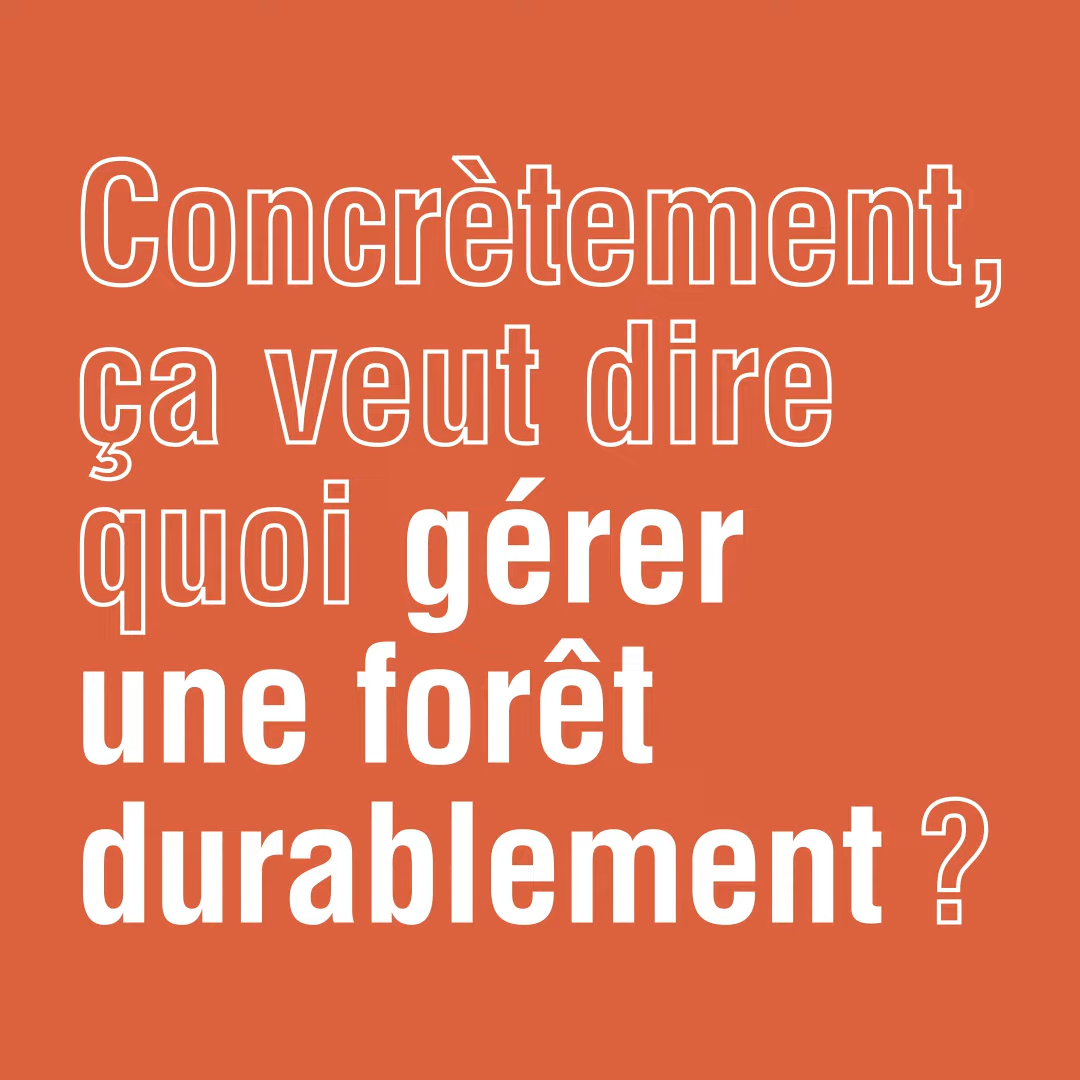 Concrètement,
ça veut dire
quoi gérer
une forêt
durablement ?